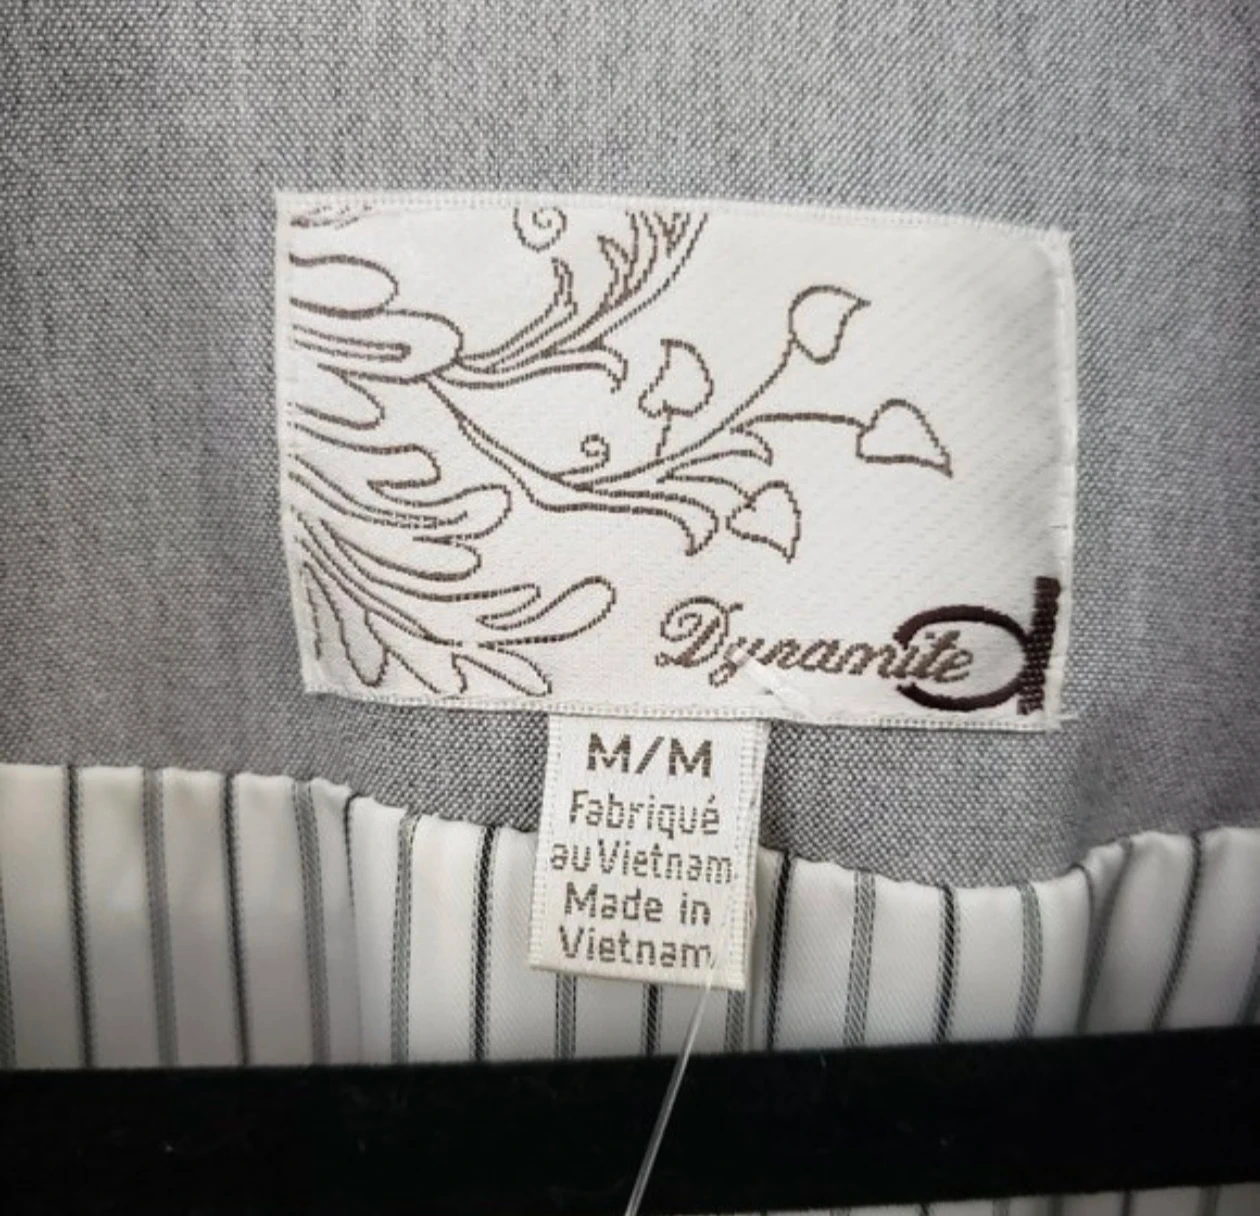 Dynamite
d
M/M
Fabriqué
au Vietnam
Made in
Vietnam